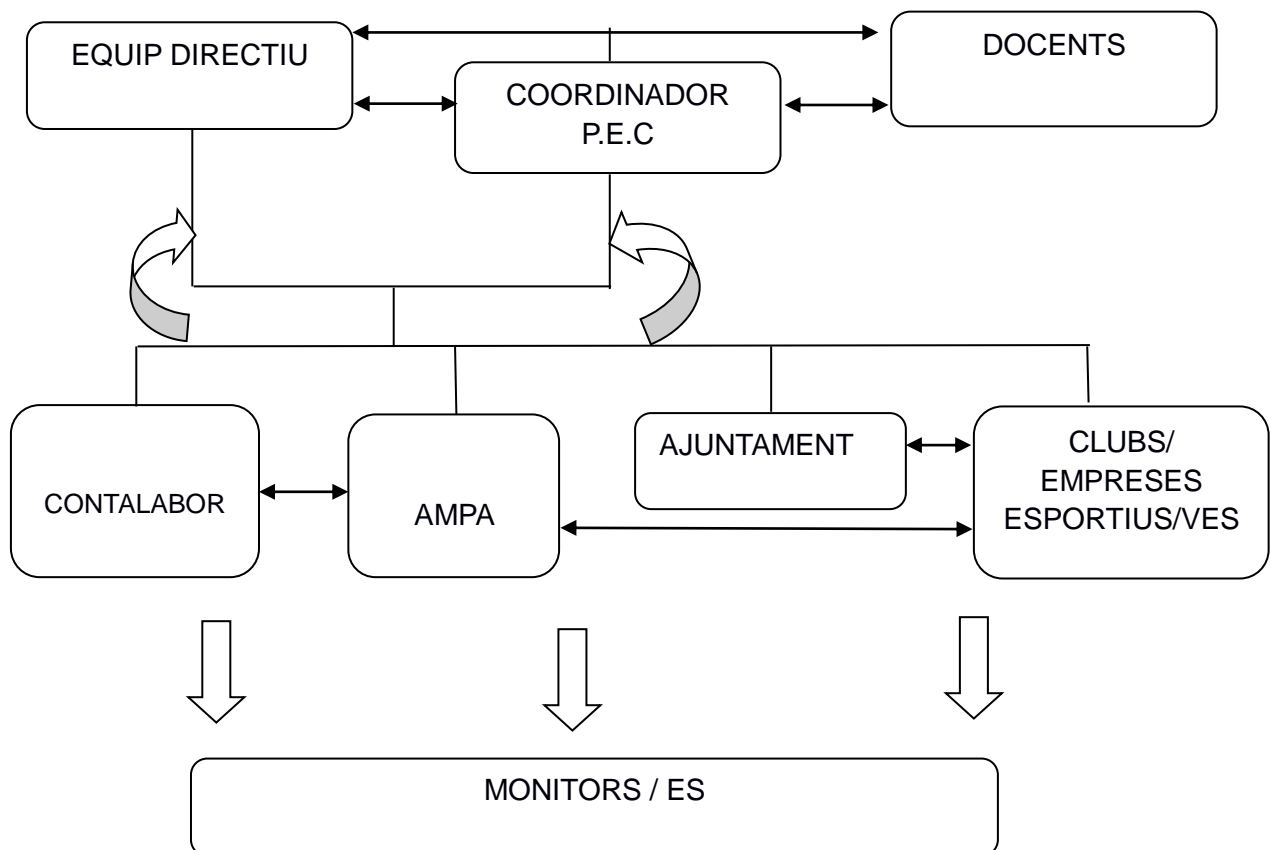 EQUIP DIRECTIU
DOCENTS
COORDINADOR
P.E.C
CONTALABOR
AMPA
AJUNTAMENT
CLUBS/
EMPRESES
ESPORTIUS/VES
MONITORS / ES